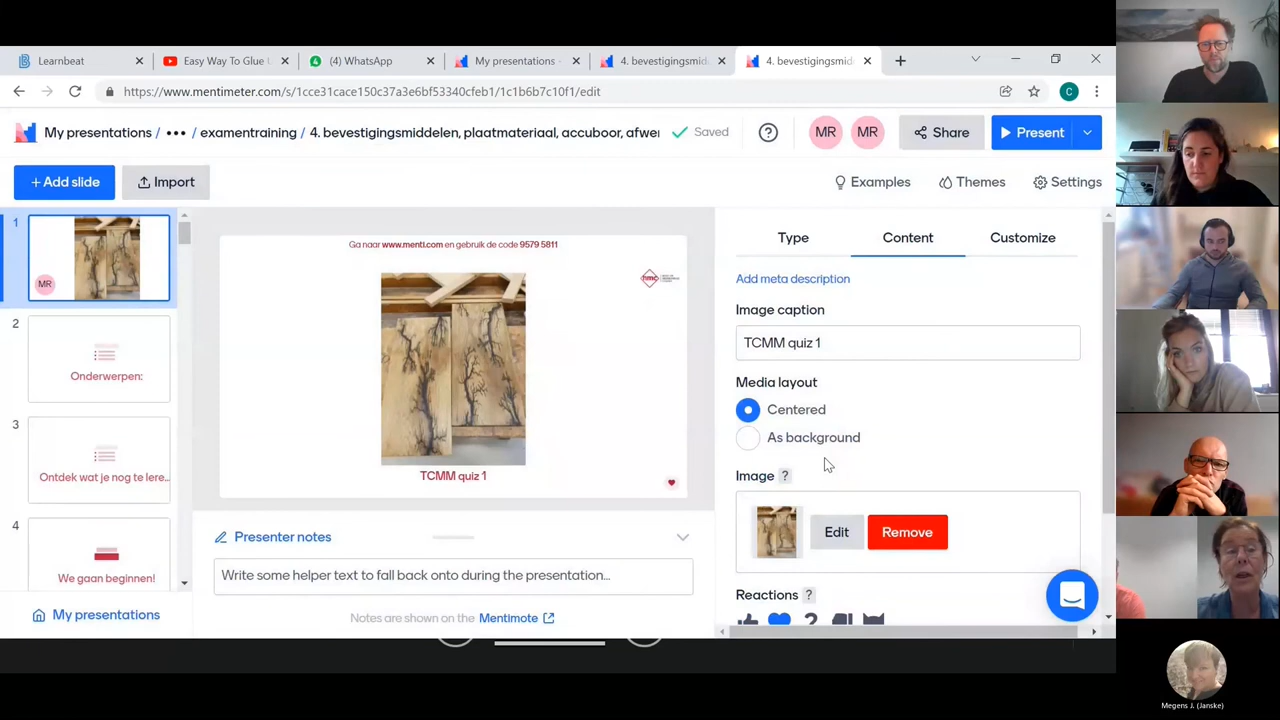 Learnbeat
Easy Way To Glue
(4) WhatsApp
My presentations -
4. bevestigingsmid
4. bevestigingsmid
https://www.mentimeter.com/s/1cce31cace150c37a3e6bf53340cfeb1/1c1b6b7c10f1/edit
C
My presentations / ••• / examentraining / 4. bevestigingsmiddelen, plaatmateriaal, accuboor, afwer
Saved
MR
MR
Share
Present
+ Add slide
Import
Examples
Themes
Settings
1
MR
2
Onderwerpen:
3
Ontdek wat je nog te lere...
4
We gaan beginnen!
My presentations
Ga naar www.menti.com en gebruik de code 9579 5811
hmc
TCMM quiz 1
Presenter notes
Write some helper text to fall back onto during the presentation...
Notes are shown on the Mentimote
Type
Content
Customize
Add meta description
Image caption
TCMM quiz 1
Media layout
Centered
As background
Image ?
Edit
Remove
Reactions ?
Megens J. (Janske)